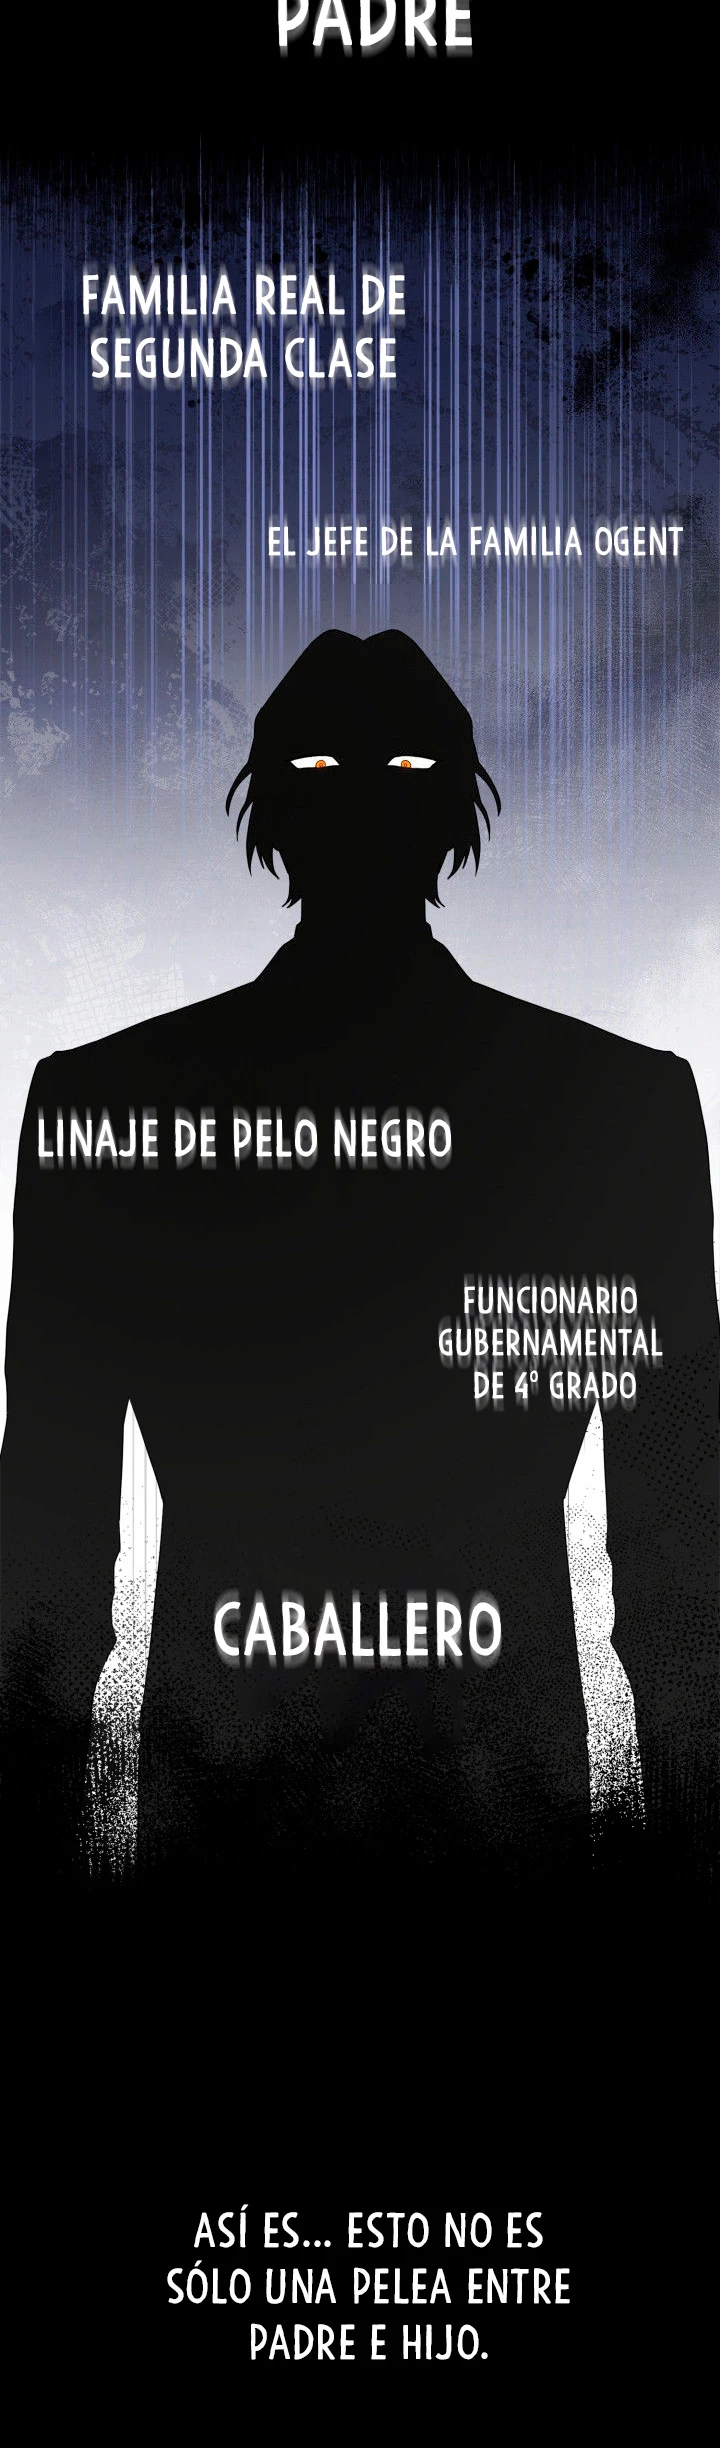 PADRE
FAMILIA REAL DE
SEGUNDA CLASE
EL JEFE DE LA FAMILIA OGENT
LINAJE DE PELO NEGRO
FUNCIONARIO
GUBERNAMENTAL
DE 4º GRADO
CABALLERO
ASÍ ES... ESTO NO ES
SÓLO UNA PELEA ENTRE
PADRE E HIJO.